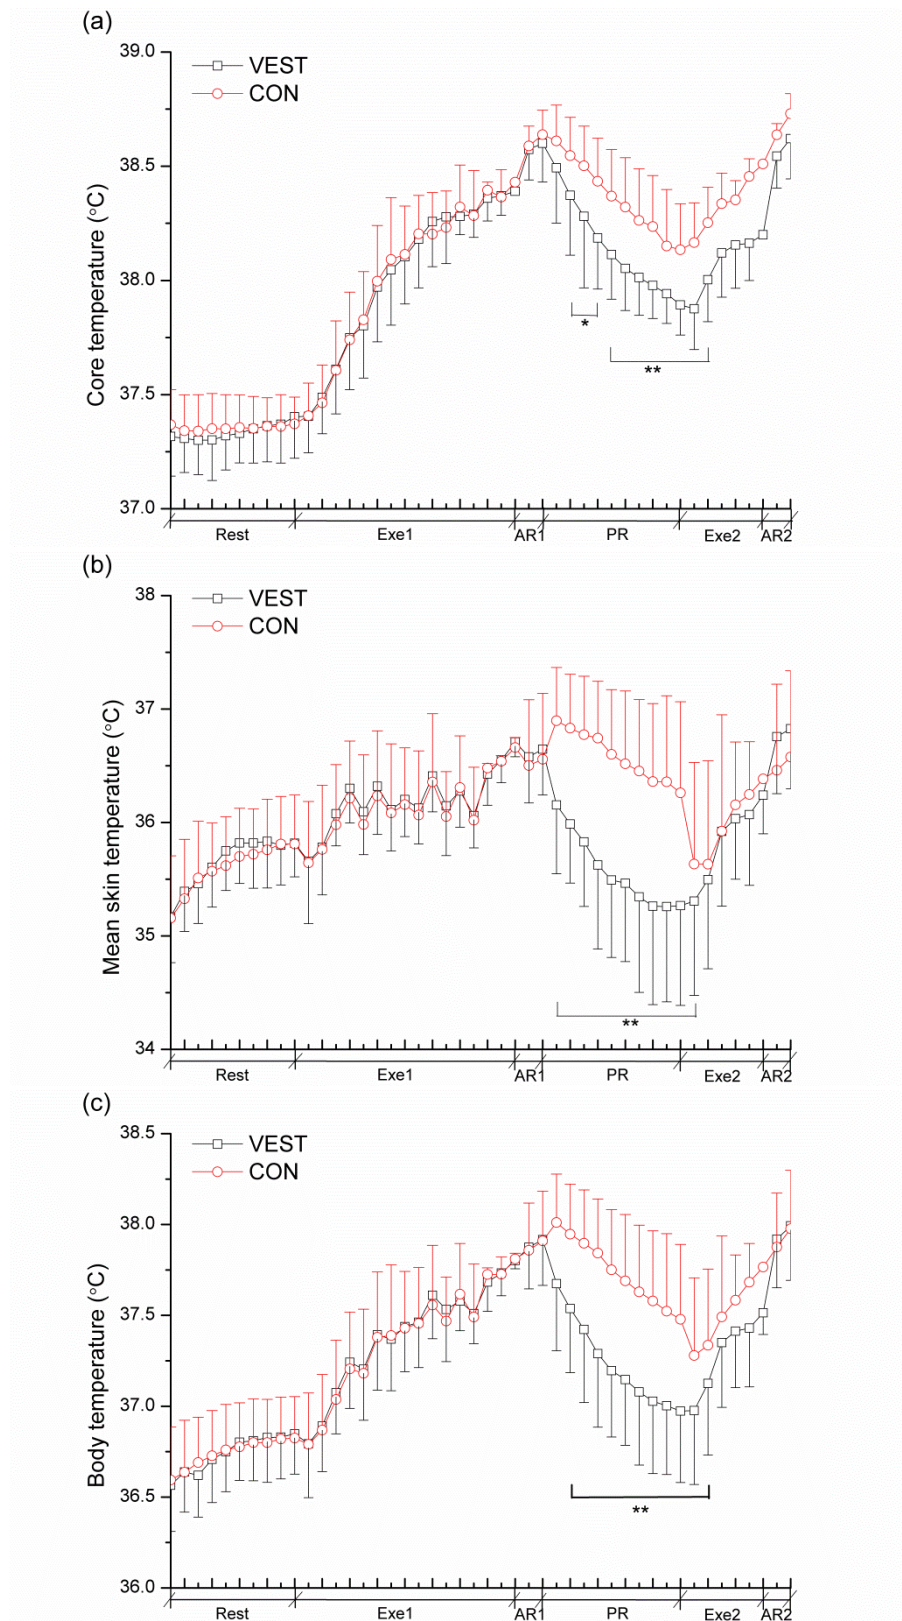 (a)
39.0
VEST
CON
38.5
38.0
*
**
37.5
37.0
Core temperature (°C)
Rest Exe1 AR1 PR Exe2 AR2
(b)
38
VEST
CON
37
36
35
**
34
Mean skin temperature (°C)
Rest Exe1 AR1 PR Exe2 AR2
(c)
38.5
VEST
CON
38.0
37.5
37.0
36.5
**
36.0
Body temperature (°C)
Rest Exe1 AR1 PR Exe2 AR2